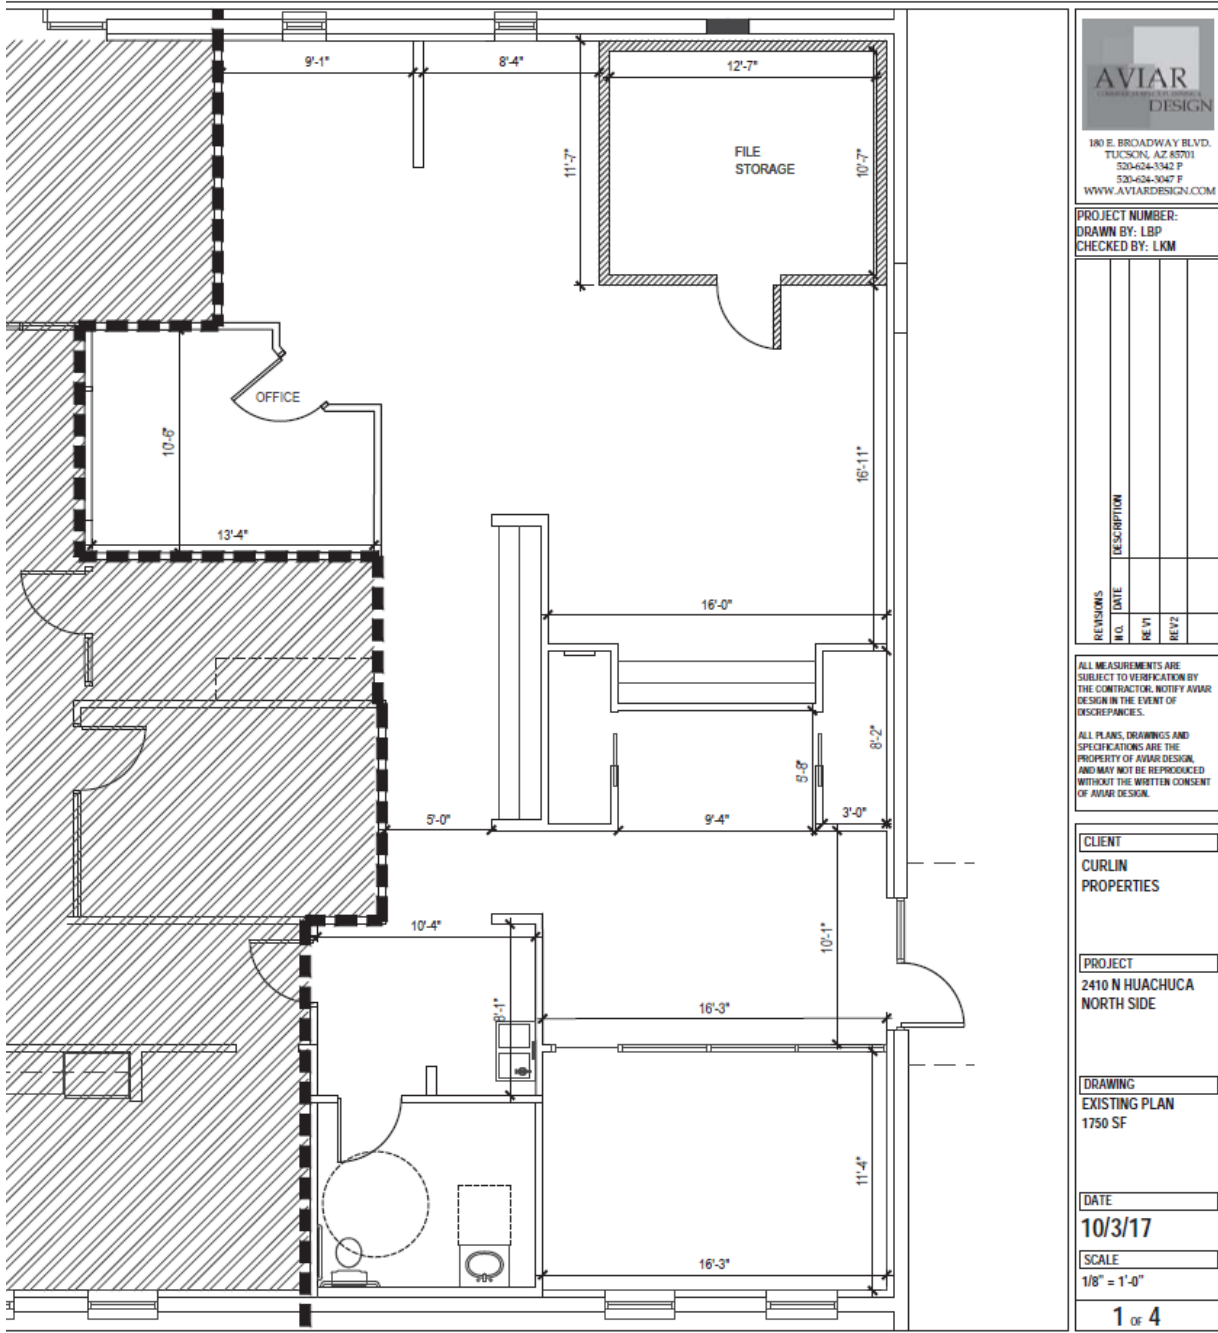 9'-1"
8'-4"
12'-7"
11'-7"
FILE
STORAGE
10'-7"
OFFICE
10'-6"
13'-4"
16'-11"
16'-0"
8'-2"
5'-8"
5'-0"
9'-4"
3'-0"
10'-4"
10'-1"
8'-1"
16'-3"
11'-4"
16'-3"
AVIAR
DESIGN
180 E. BROADWAY BLVD.
TUCSON, AZ 85701
520-624-3342 P
520-624-3047 F
WWW.AVIARDESIGN.COM
PROJECT NUMBER:
DRAWN BY: LBP
CHECKED BY: LKM
REVISIONS
NO. DATE DESCRIPTION
REV1
REV2
ALL MEASUREMENTS ARE
SUBJECT TO VERIFICATION BY
THE CONTRACTOR. NOTIFY AVIAR
DESIGN IN THE EVENT OF
DISCREPANCIES.
ALL PLANS, DRAWINGS AND
SPECIFICATIONS ARE THE
PROPERTY OF AVIAR DESIGN,
AND MAY NOT BE REPRODUCED
WITHOUT THE WRITTEN CONSENT
OF AVIAR DESIGN.
CLIENT
CURLIN
PROPERTIES
PROJECT
2410 N HUACHUCA
NORTH SIDE
DRAWING
EXISTING PLAN
1750 SF
DATE
10/3/17
SCALE
1/8" = 1'-0"
1 OF 4